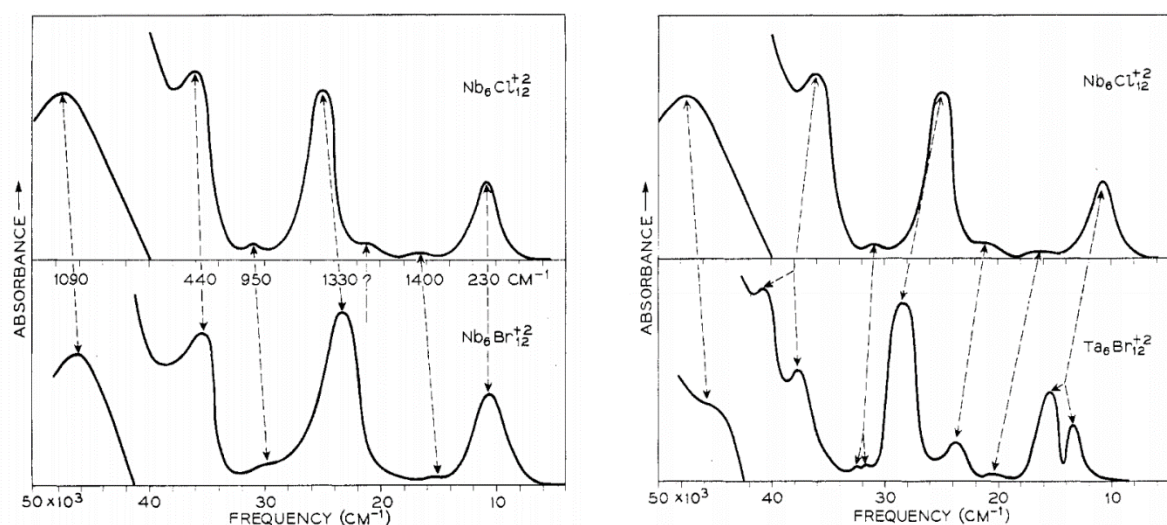 Nb6Cl12+2
ABSORBANCE →
1090 440 950 1330 ? 1400 230 CM-1
Nb6Br12+2
ABSORBANCE →
50 × 10³ 40 30 20 10
FREQUENCY (CM-1)
Nb6Cl12+2
ABSORBANCE →
Ta6Br12+2
50 × 10³ 40 30 20 10
FREQUENCY (CM-1)